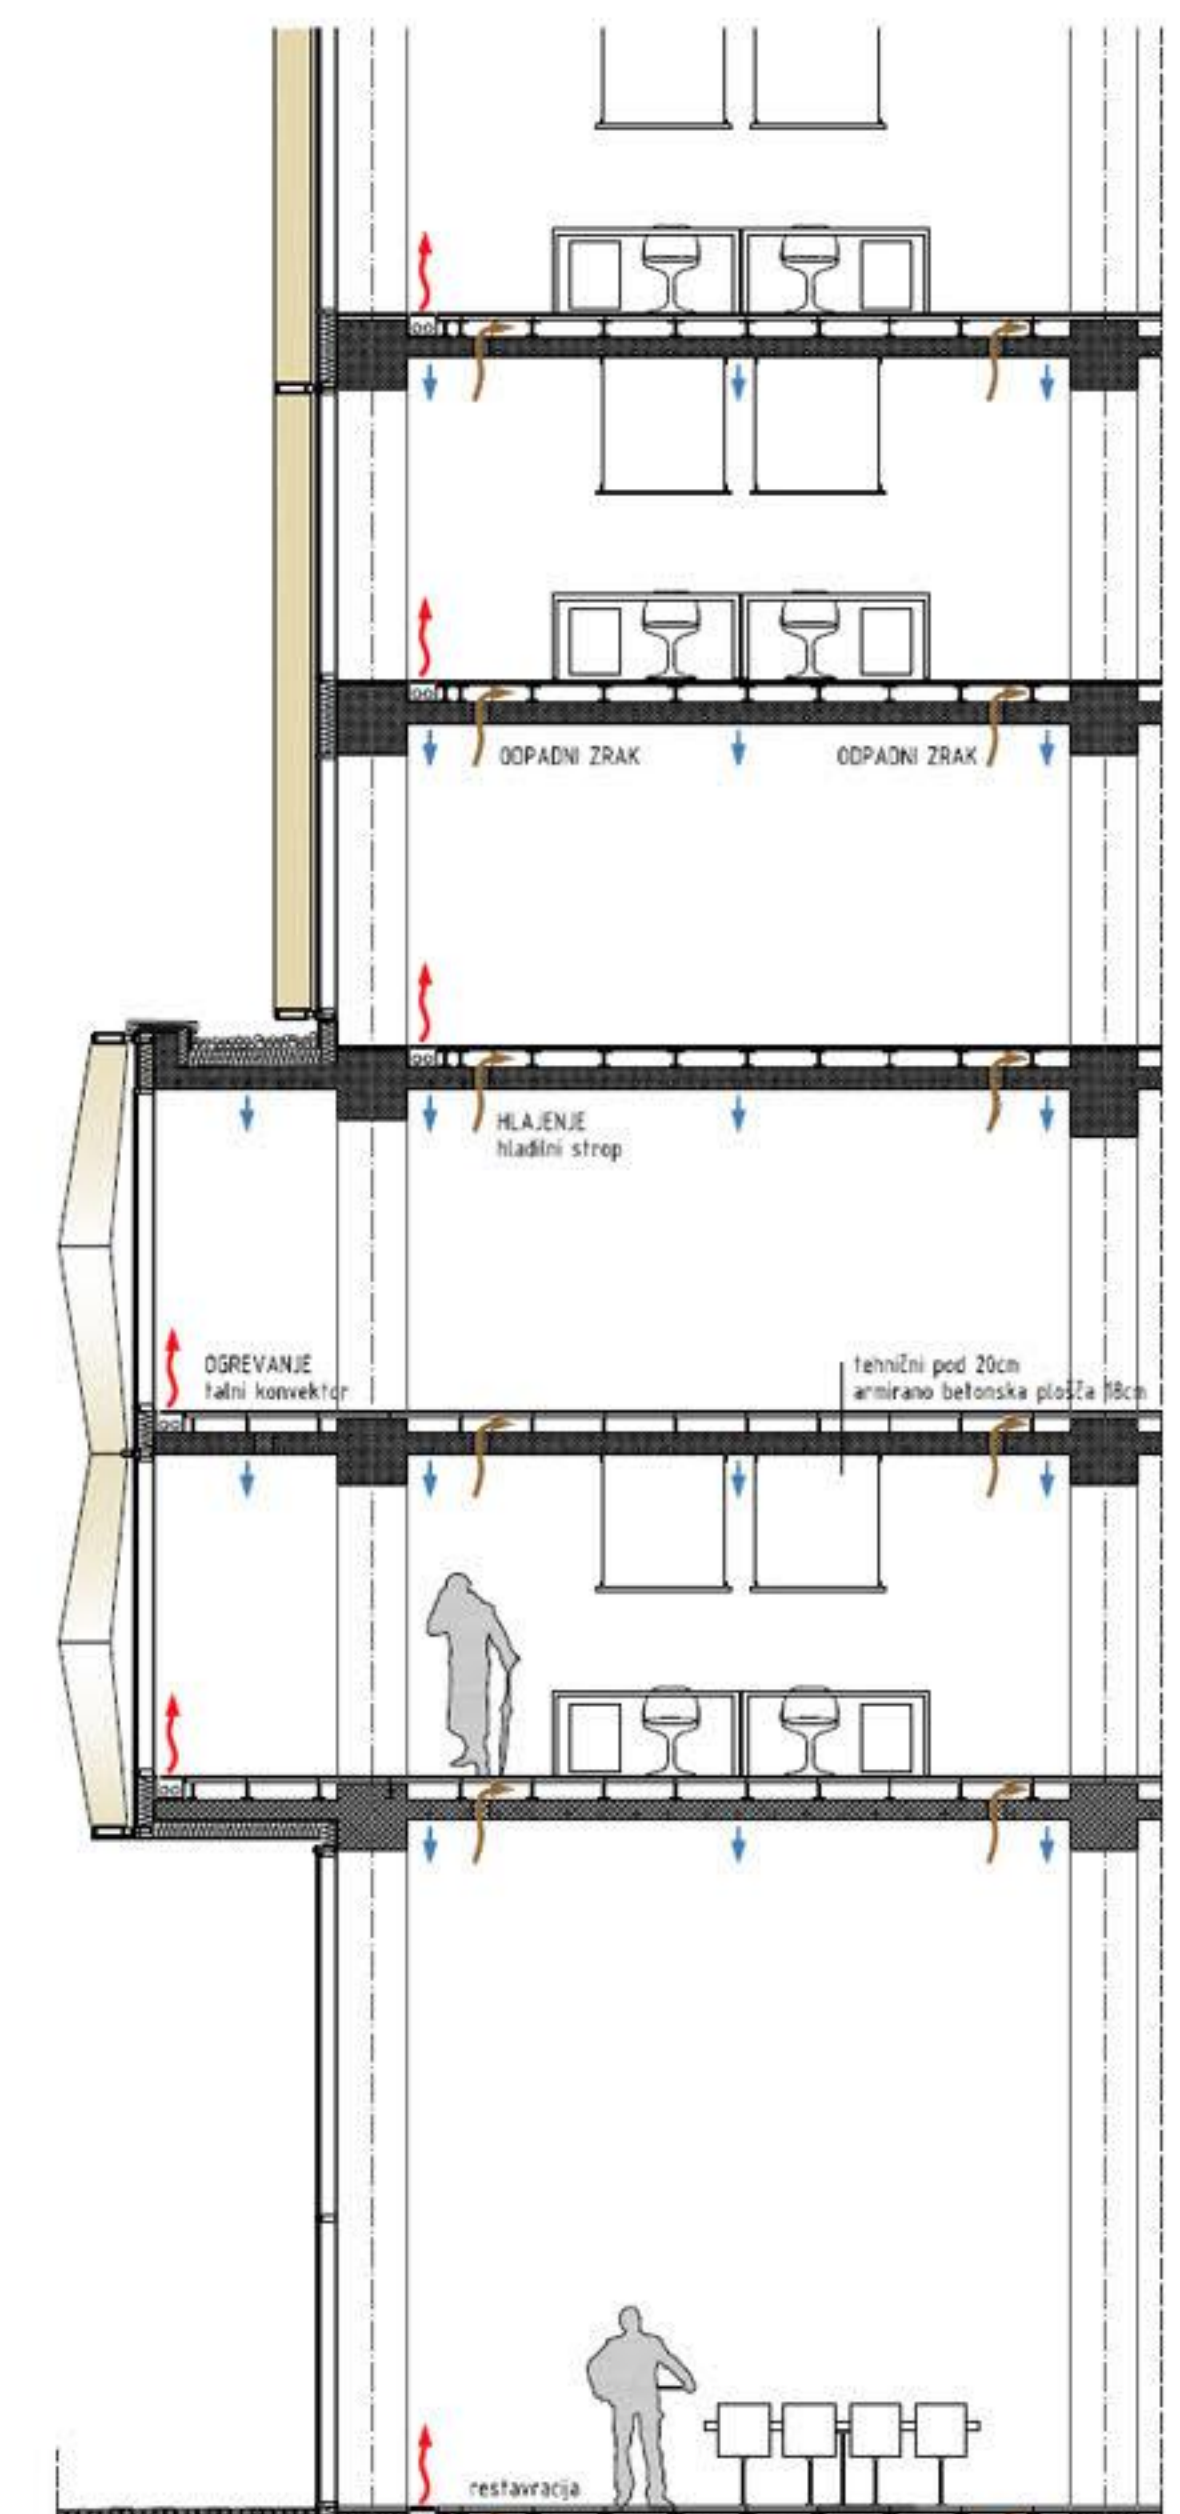 ODPADNI ZRAK
ODPADNI ZRAK
HLAJENJE
hladilni strop
OGREVANJE
talni konvektor
tehnični pod 20cm
armirano betonska plošča 18cm
restavracija